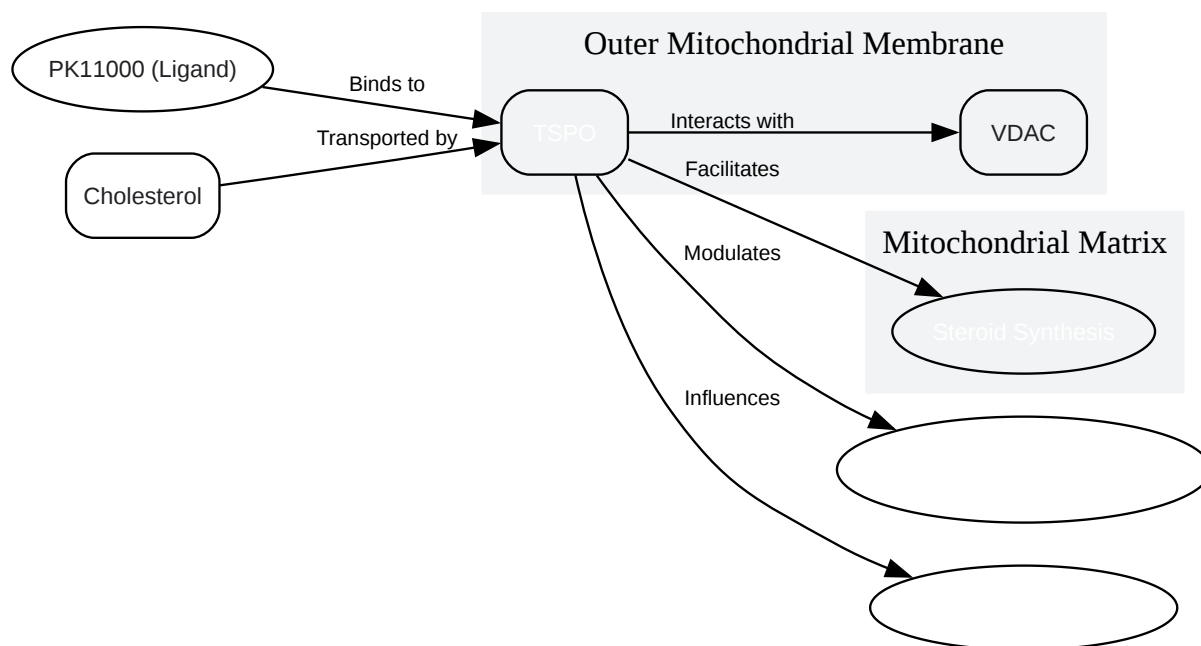 Outer Mitochondrial Membrane
PK11000 (Ligand)
Binds to
TSPO
Interacts with
VDAC
Transported by
Cholesterol
Facilitates
Mitochondrial Matrix
Modulates
Steroid Synthesis
Influences